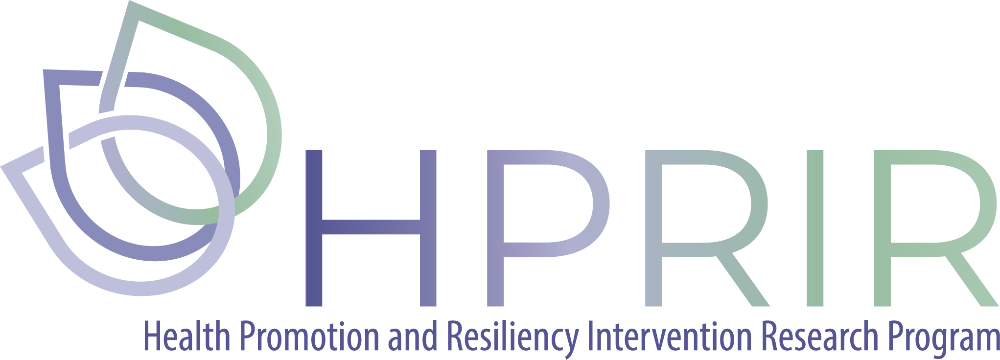 HPRIR
Health Promotion and Resiliency Intervention Research Program